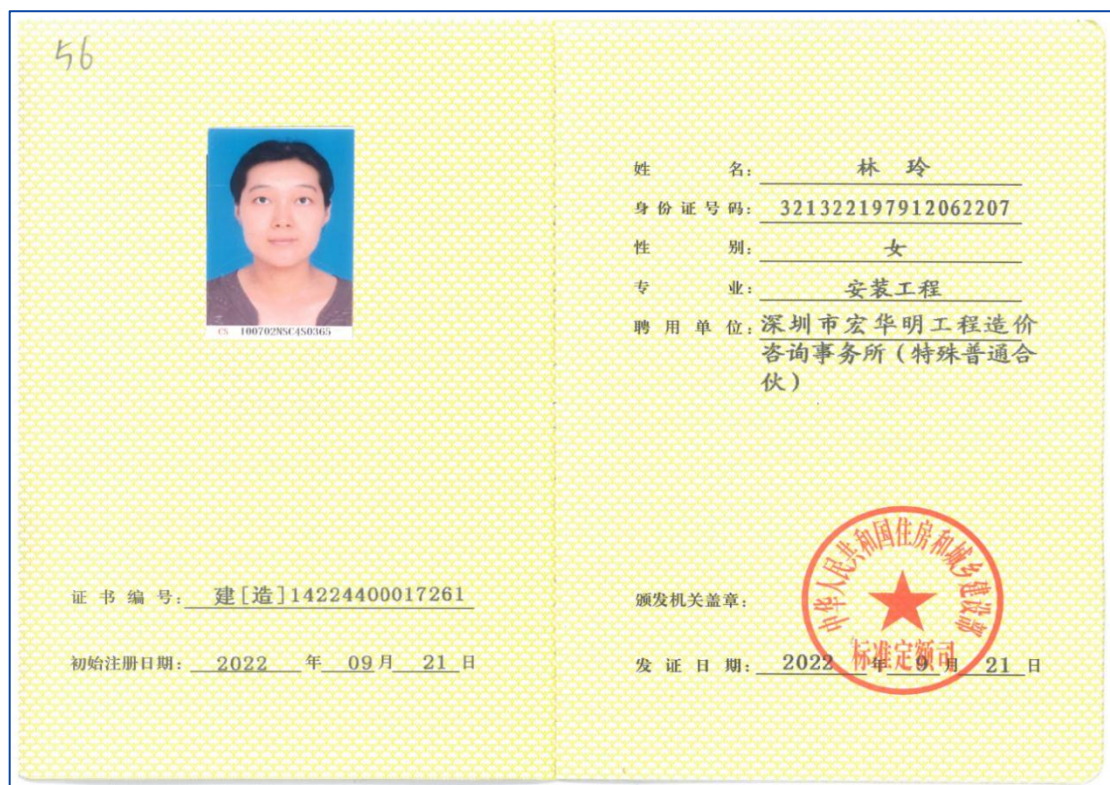 56
CS 100702NSC4S0365
证书编号: 建[造]14224400017261
初始注册日期: 2022 年 09 月 21 日
姓名: 林玲
身份证号码: 321322197912062207
性别: 女
专业: 安装工程
聘用单位: 深圳市宏华明工程造价
咨询事务所(特殊普通合
伙)
颁发机关盖章:
中华人民共和国住房和城乡建设部
标准定额司
发证日期: 2022 年 9 月 21 日